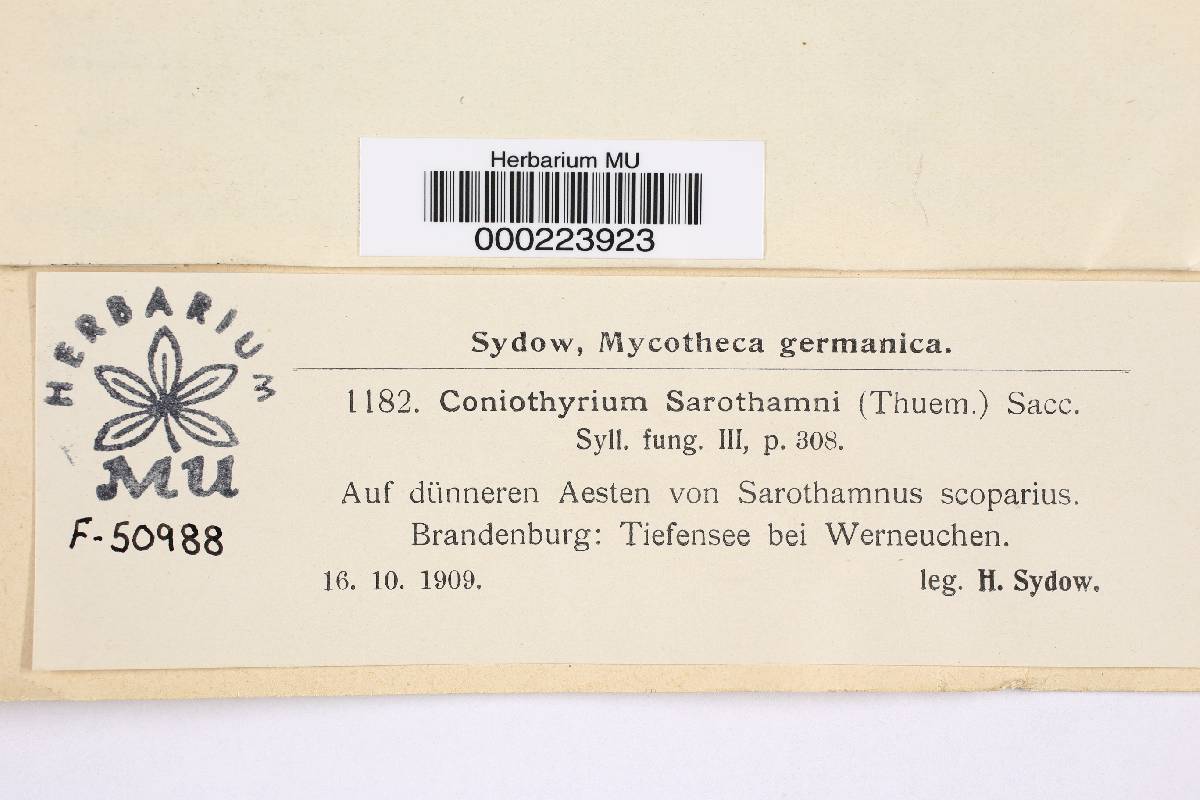 Herbarium MU
000223923
HERBARIUM
MU
F-50988
Sydow, Mycotheca germanica.
1182. Coniothyrium Sarothamni (Thuem.) Sacc.
Syll. fung. III, p. 308.
Auf dünneren Aesten von Sarothamnus scoparius.
Brandenburg: Tiefensee bei Werneuchen.
16. 10. 1909. leg. H. Sydow.